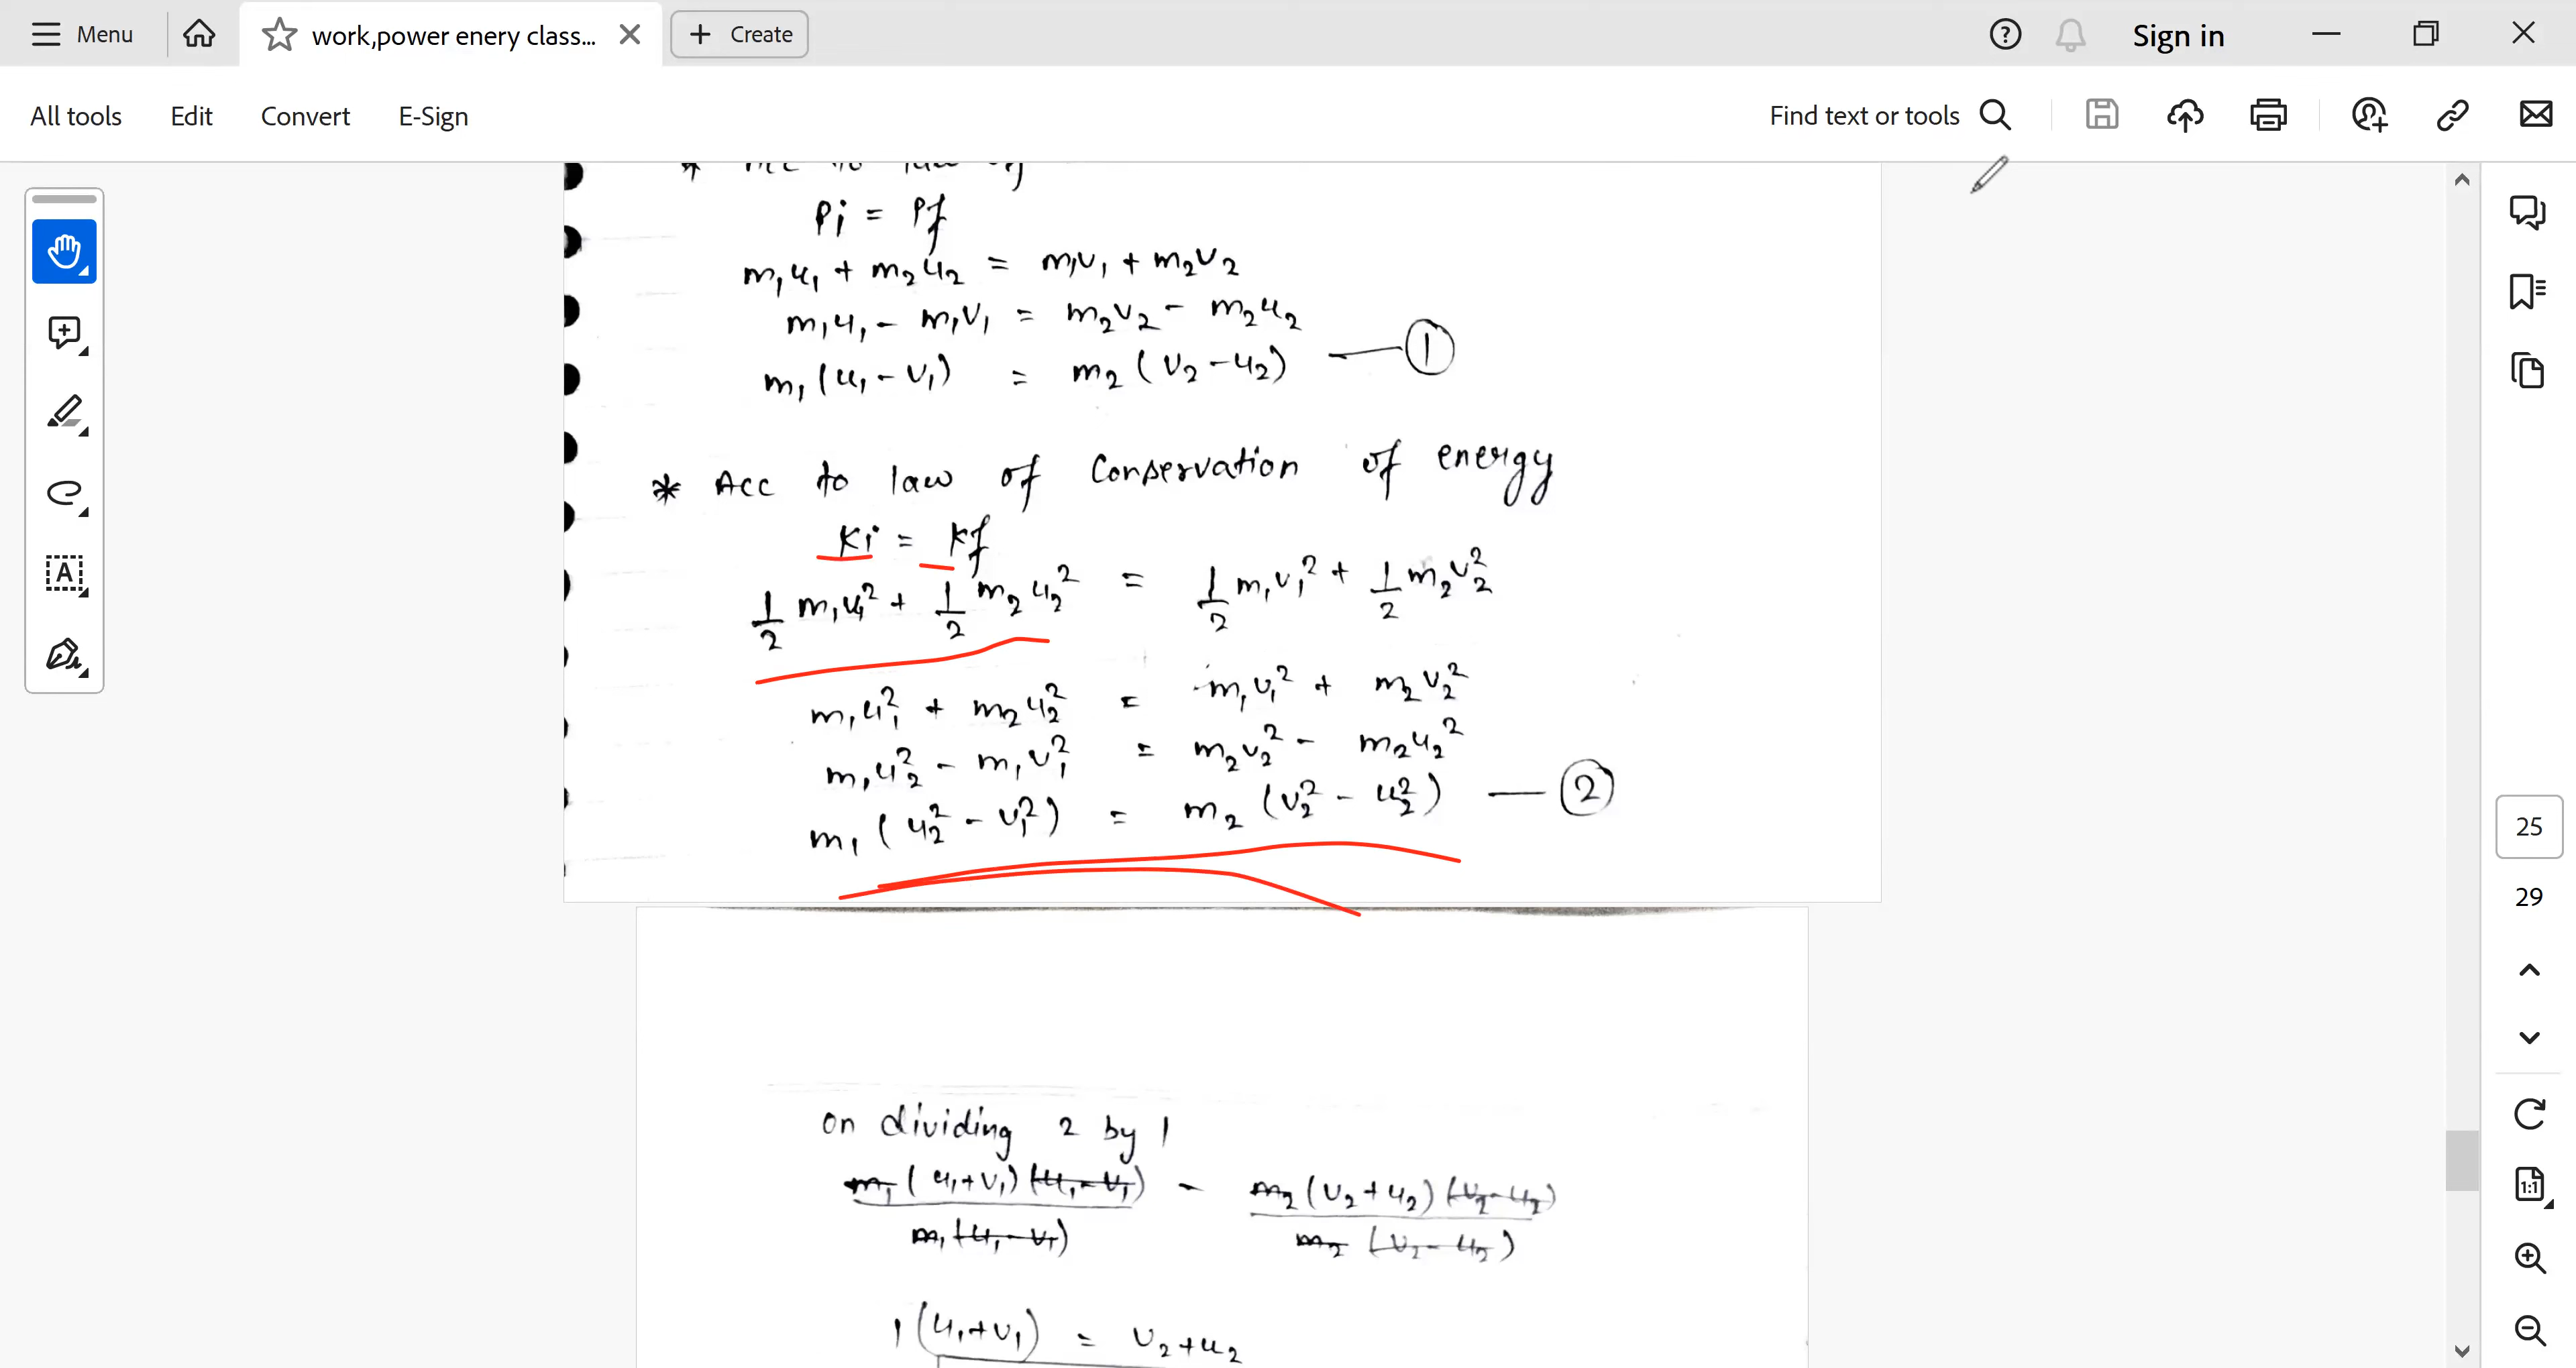 Menu
work,power enery class...
Create
Sign in
All tools
Edit
Convert
E-Sign
Find text or tools
Pi = Pf
m₁u₁ + m₂u₂ = m₁v₁ + m₂v₂
m₁u₁ - m₁v₁ = m₂v₂ - m₂u₂
m₁(u₁ - v₁) = m₂(v₂ - u₂) — ①
* Acc to law of Conservation of energy
Ki = Kf
1/2 m₁u₁² + 1/2 m₂u₂² = 1/2 m₁v₁² + 1/2 m₂v₂²
m₁u₁² + m₂u₂² = m₁v₁² + m₂v₂²
m₁u₂² - m₁v₁² = m₂v₂² - m₂u₂²
m₁(u₂² - v₁²) = m₂(v₂² - u₂²) — ②
25
29
on dividing 2 by 1
m₁(u₁+v₁)(u₁-v₁) - m₂(v₂+u₂)(v₂-u₂)
m₁(u₁-v₁) m₂(v₂-u₂)
1(u₁+v₁) = v₂+u₂
1:1